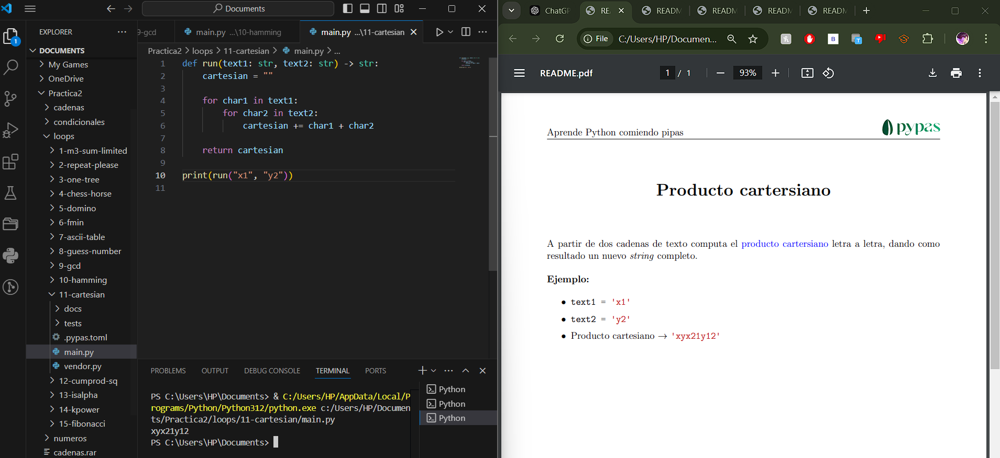 Documents
EXPLORER
DOCUMENTS
My Games
OneDrive
Practica2
cadenas
condicionales
loops
1-m3-sum-limited
2-repeat-please
3-one-tree
4-chess-horse
5-domino
6-fmin
7-ascii-table
8-guess-number
9-gcd
10-hamming
11-cartesian
docs
tests
.pypas.toml
main.py
vendor.py
12-cumprod-sq
13-isalpha
14-kpower
15-fibonacci
numeros
cadenas.rar
1
9-gcd
main.py ...\10-hamming
main.py ...\11-cartesian
Practica2 > loops > 11-cartesian > main.py > ...
1 def run(text1: str, text2: str) -> str:
2 cartesian = ""
3
4 for char1 in text1:
5 for char2 in text2:
6 cartesian += char1 + char2
7
8 return cartesian
9
10 print(run("x1", "y2"))
11
PROBLEMS OUTPUT DEBUG CONSOLE TERMINAL PORTS
PS C:\Users\HP\Documents> & C:/Users/HP/AppData/Local/P
rograms/Python/Python312/python.exe c:/Users/HP/Documen
ts/Practica2/loops/11-cartesian/main.py
xyx21y12
PS C:\Users\HP\Documents>
Python
Python
Python
ChatGP RE READM READM READM READM
File C:/Users/HP/Documen...
README.pdf 1 / 1 93%
Aprende Python comiendo pipas pypas
Producto cartersiano
A partir de dos cadenas de texto computa el producto cartersiano letra a letra, dando como
resultado un nuevo string completo.
Ejemplo:
• text1 = 'x1'
• text2 = 'y2'
• Producto cartesiano → 'xyx21y12'